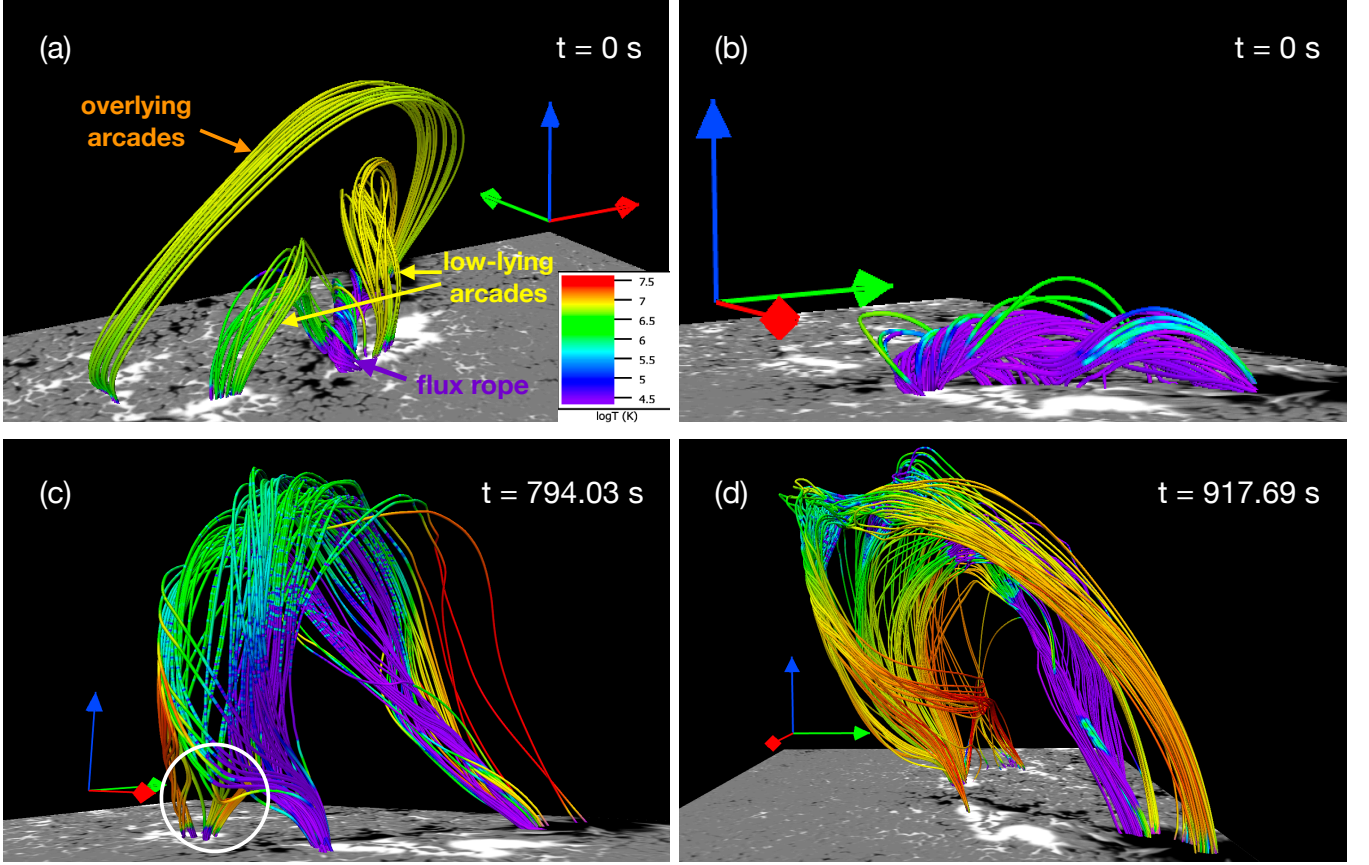 (a)
t = 0 s
overlying
arcades
low-lying
arcades
flux rope
7.5
7
6.5
6
5.5
5
4.5
logT (K)
(b)
t = 0 s
(c)
t = 794.03 s
(d)
t = 917.69 s